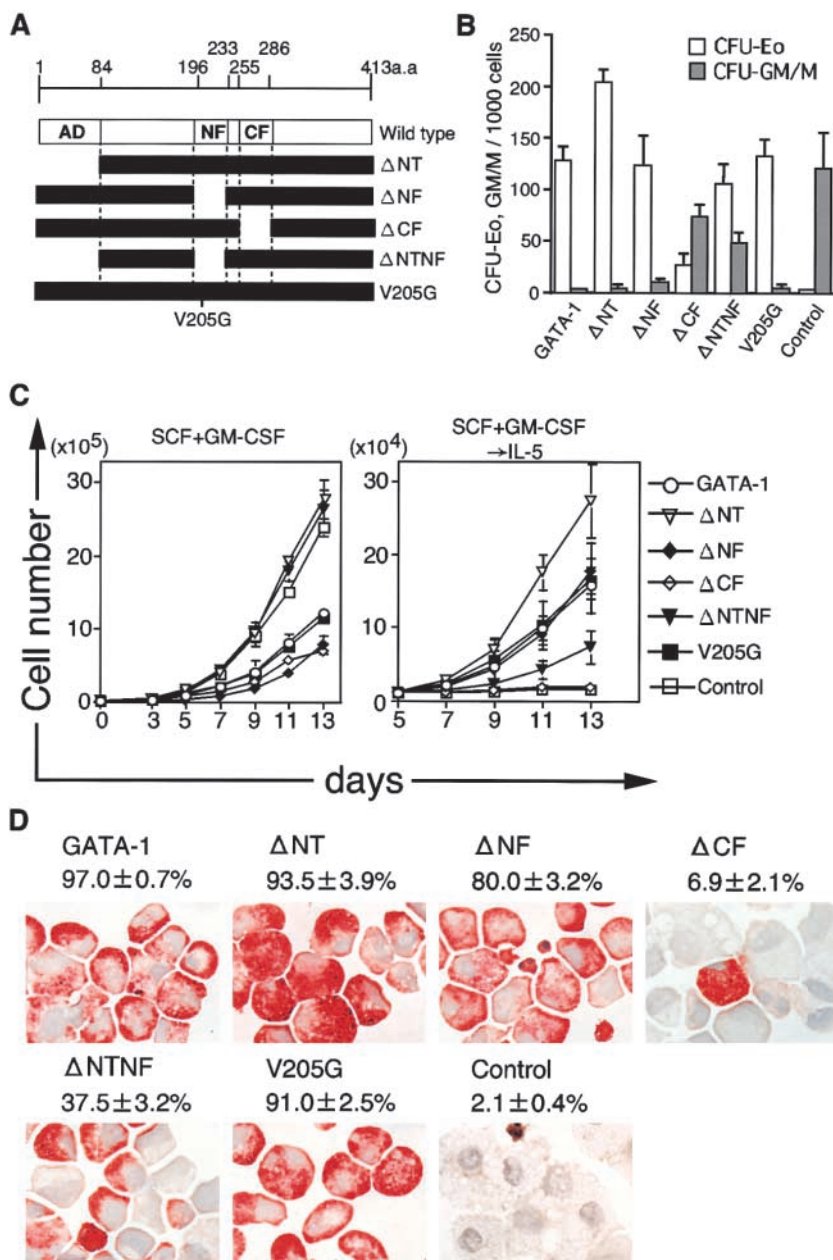 A
1 84 196 233 255 286 413a.a
AD NF CF Wild type
ΔNT
ΔNF
ΔCF
ΔNTNF
V205G
V205G
B
CFU-Eo, GM/M / 1000 cells
250
200
150
100
50
0
CFU-Eo
CFU-GM/M
GATA-1
ΔNT
ΔNF
ΔCF
ΔNTNF
V205G
Control
C
Cell number
(x10⁵)
SCF+GM-CSF
30
20
10
0
0 3 5 7 9 11 13
(x10⁴)
SCF+GM-CSF
→IL-5
30
20
10
0
5 7 9 11 13
days
GATA-1
ΔNT
ΔNF
ΔCF
ΔNTNF
V205G
Control
D
GATA-1 ΔNT ΔNF ΔCF
97.0±0.7% 93.5±3.9% 80.0±3.2% 6.9±2.1%
ΔNTNF V205G Control
37.5±3.2% 91.0±2.5% 2.1±0.4%